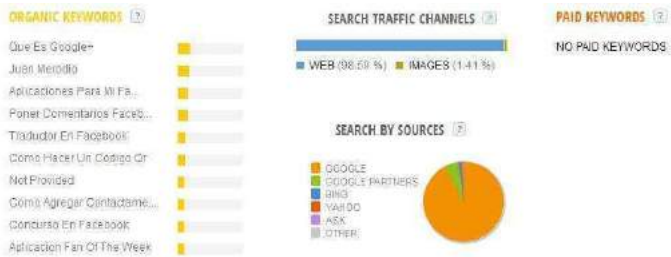 ORGANIC KEYWORDS ?
Que Es Google+
Juan Merodio
Aplicaciones Para Mi Fa...
Poner Comentarios Faceb...
Traductor En Facebook
Como Hacer Un Codigo Qr
Not Provided
Como Agregar Contactame...
Concurso En Facebook
Aplicacion Fan Of The Week
SEARCH TRAFFIC CHANNELS ?
WEB (98.59 %) IMAGES (1.41 %)
SEARCH BY SOURCES ?
GOOGLE
GOOGLE PARTNERS
BING
YAHOO
ASK
OTHER
PAID KEYWORDS ?
NO PAID KEYWORDS